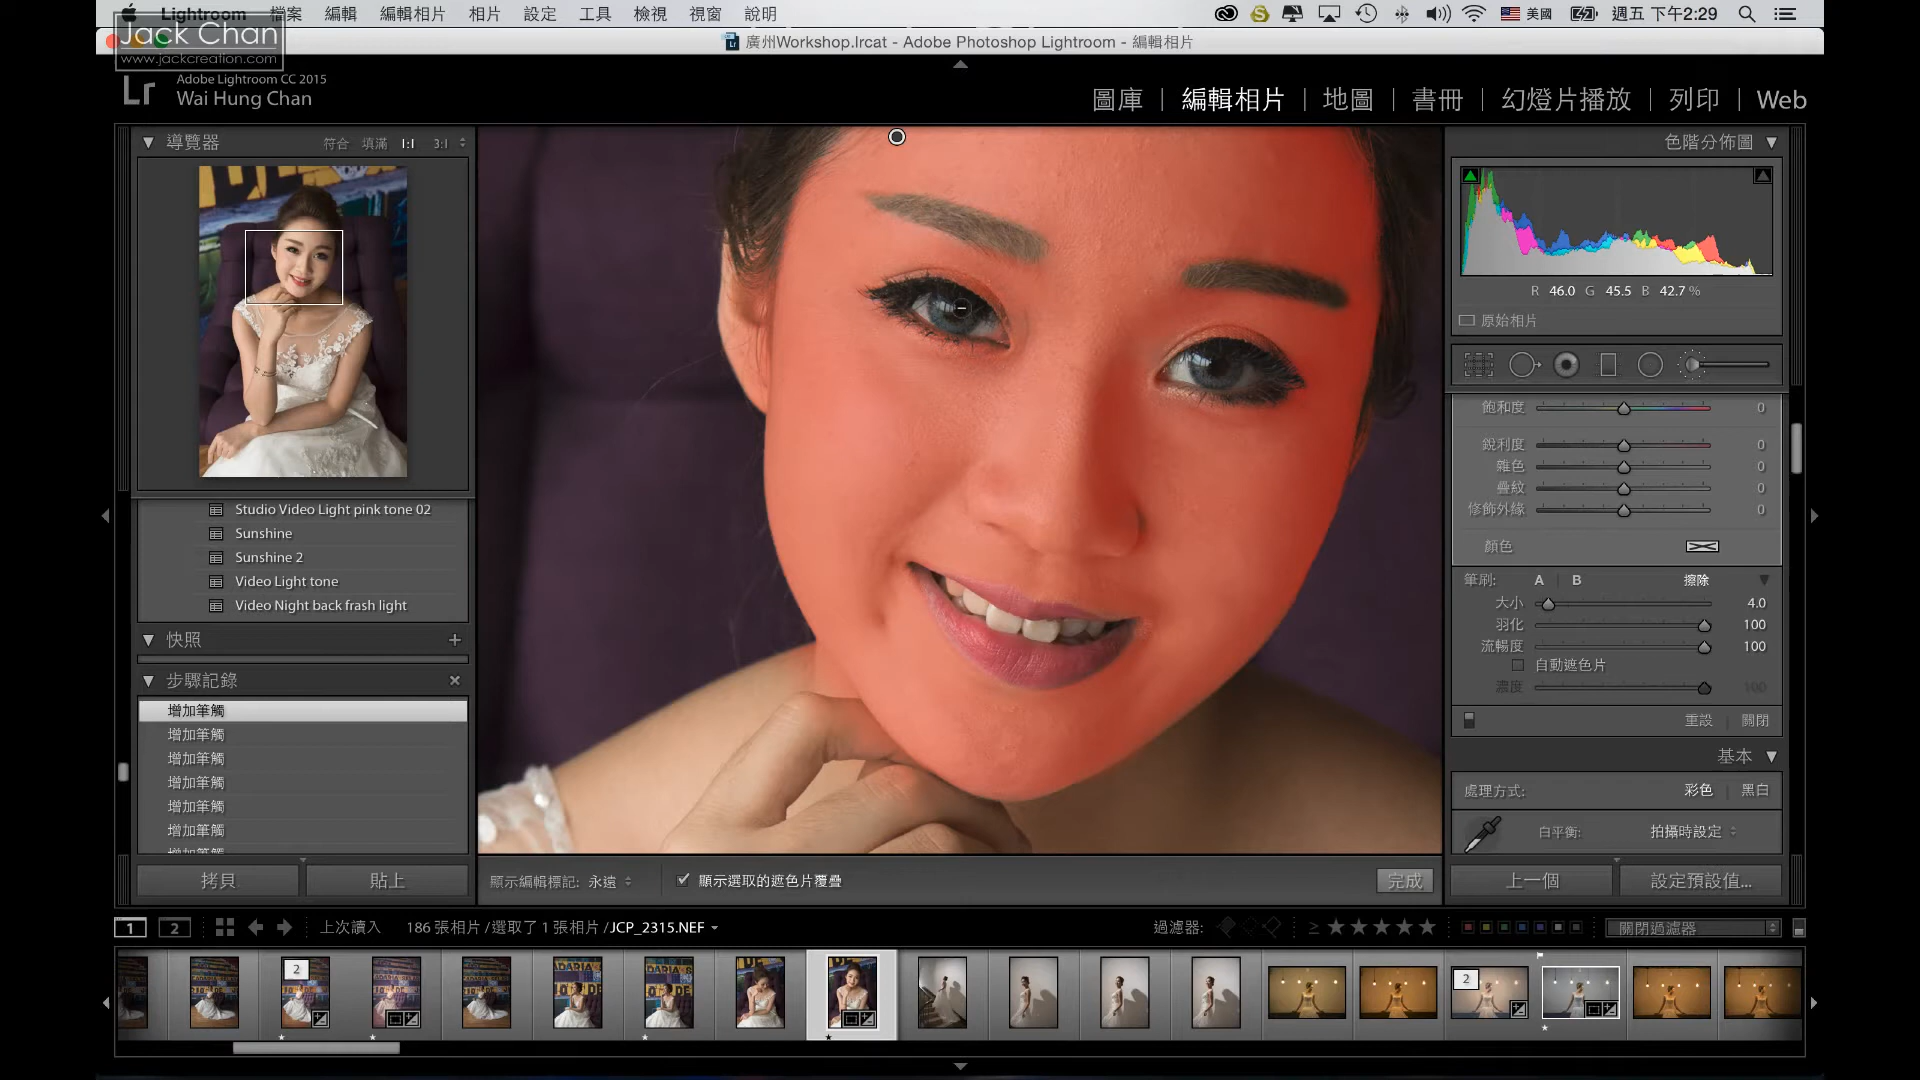 Lightroom 檔案 編輯 編輯相片 相片 設定 工具 檢視 視窗 說明
美國 週五 下午2:29
Jack Chan
www.jackcreation.com
廣州Workshop.lrcat - Adobe Photoshop Lightroom - 編輯相片
Lr
Adobe Lightroom CC 2015
Wai Hung Chan
圖庫 | 編輯相片 | 地圖 | 書冊 | 幻燈片播放 | 列印 | Web
導覽器 符合 填滿 1:1 3:1
Studio Video Light pink tone 02
Sunshine
Sunshine 2
Video Light tone
Video Night back frash light
快照
步驟記錄
增加筆觸
增加筆觸
增加筆觸
增加筆觸
增加筆觸
增加筆觸
增加筆觸
拷貝 貼上
顯示編輯標記: 永遠
顯示選取的遮色片覆疊
完成
色階分佈圖
R 46.0 G 45.5 B 42.7 %
原始相片
飽和度 0
銳利度 0
雜色 0
疊紋 0
修飾外緣 0
顏色
筆刷: A | B 擦除
大小 4.0
羽化 100
流暢度 100
自動遮色片
濃度 100
重設 | 關閉
基本
處理方式: 彩色 | 黑白
白平衡: 拍攝時設定
上一個 設定預設值...
1 2 上次讀入 186 張相片 /選取了 1 張相片 /JCP_2315.NEF
過濾器: ≥ ★★★★★ 關閉過濾器
2
2